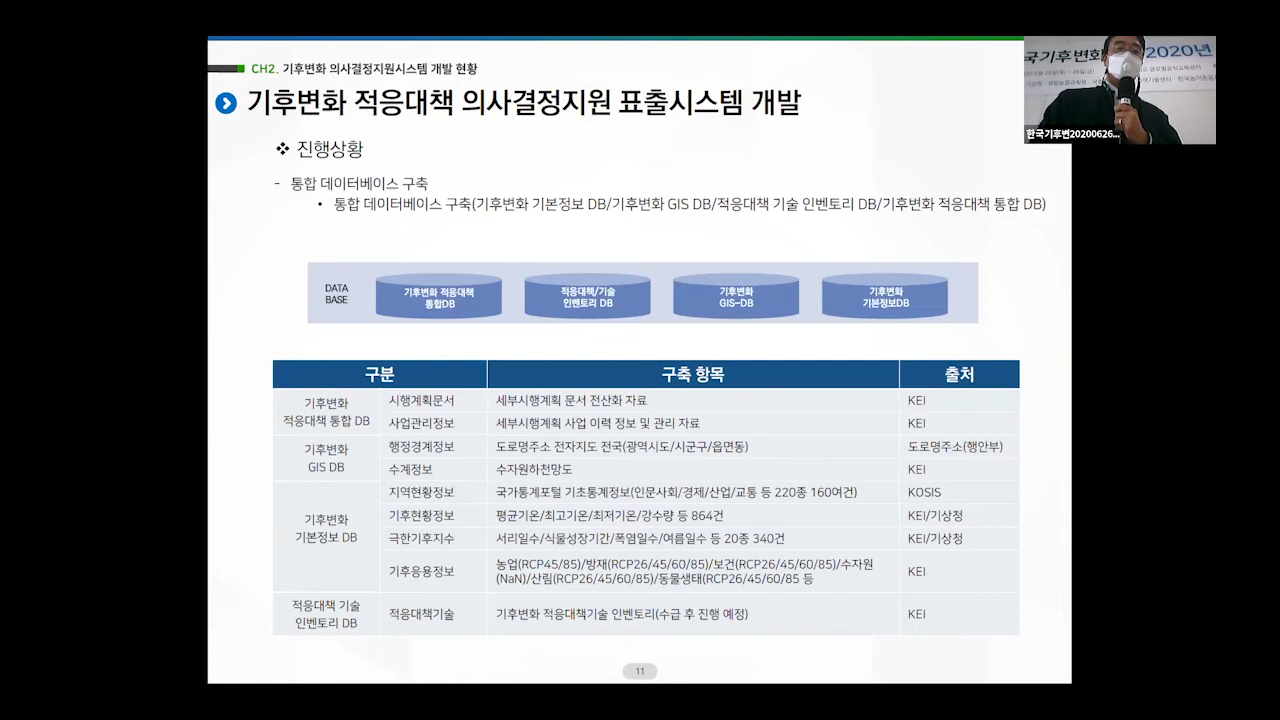 CH2. 기후변화 의사결정지원시스템 개발 현황
기후변화 적응대책 의사결정지원 표출시스템 개발
❖ 진행상황
- 통합 데이터베이스 구축
• 통합 데이터베이스 구축(기후변화 기본정보 DB/기후변화 GIS DB/적응대책 기술 인벤토리 DB/기후변화 적응대책 통합 DB)
DATA
BASE
기후변화 적응대책
통합DB
적응대책/기술
인벤토리 DB
기후변화
GIS-DB
기후변화
기본정보DB
구분 구축 항목 출처
기후변화
적응대책 통합 DB
시행계획문서 세부시행계획 문서 전산화 자료 KEI
사업관리정보 세부시행계획 사업 이력 정보 및 관리 자료 KEI
기후변화
GIS DB
행정경계정보 도로명주소 전자지도 전국(광역시도/시군구/읍면동) 도로명주소(행안부)
수계정보 수자원하천망도 KEI
기후변화
기본정보 DB
지역현황정보 국가통계포털 기초통계정보(인문사회/경제/산업/교통 등 220종 160여건) KOSIS
기후현황정보 평균기온/최고기온/최저기온/강수량 등 864건 KEI/기상청
극한기후지수 서리일수/식물성장기간/폭염일수/여름일수 등 20종 340건 KEI/기상청
기후응용정보 농업(RCP45/85)/방재(RCP26/45/60/85)/보건(RCP26/45/60/85)/수자원
(NaN)/산림(RCP26/45/60/85)/동물생태(RCP26/45/60/85 등 KEI
적응대책 기술
인벤토리 DB
적응대책기술 기후변화 적응대책기술 인벤토리(수급 후 진행 예정) KEI
11
국기후변화 2020년
한국기후변20200626...